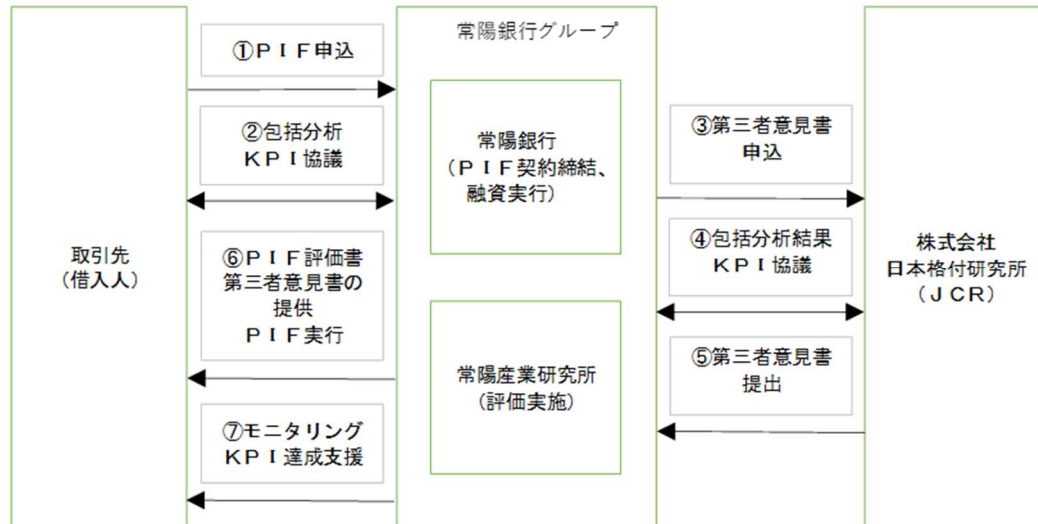 常陽銀行グループ
①ＰＩＦ申込
②包括分析
ＫＰＩ協議
常陽銀行
（ＰＩＦ契約締結、
融資実行）
③第三者意見書
申込
取引先
（借入人）
⑥ＰＩＦ評価書
第三者意見書の
提供
ＰＩＦ実行
④包括分析結果
ＫＰＩ協議
株式会社
日本格付研究所
（ＪＣＲ）
常陽産業研究所
（評価実施）
⑤第三者意見書
提出
⑦モニタリング
ＫＰＩ達成支援